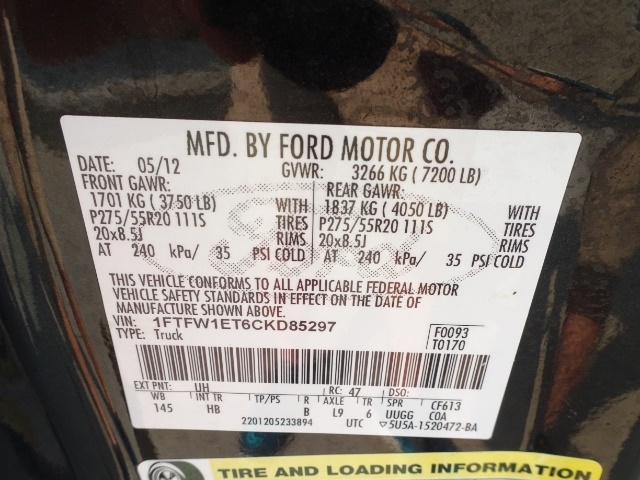 MFD. BY FORD MOTOR CO.
DATE: 05/12 GVWR: 3266 KG ( 7200 LB)
FRONT GAWR: REAR GAWR:
1701 KG ( 3750 LB) WITH 1837 KG ( 4050 LB) WITH
P275/55R20 111S TIRES P275/55R20 111S TIRES
20x8.5J RIMS 20x8.5J RIMS
AT 240 kPa/ 35 PSI COLD AT 240 kPa/ 35 PSI COLD
Ford
THIS VEHICLE CONFORMS TO ALL APPLICABLE FEDERAL MOTOR
VEHICLE SAFETY STANDARDS IN EFFECT ON THE DATE OF
MANUFACTURE SHOWN ABOVE.
VIN: 1FTFW1ET6CKD85297
TYPE: Truck
F0093
T0170
EXT PNT: UH RC: 47 DSO:
WB INT TR TP/PS R AXLE TR SPR CF613
145 HB B L9 6 UUGG COA
2201205233894 UTC ▽5U5A-1520472-BA
TIRE AND LOADING INFORMATION